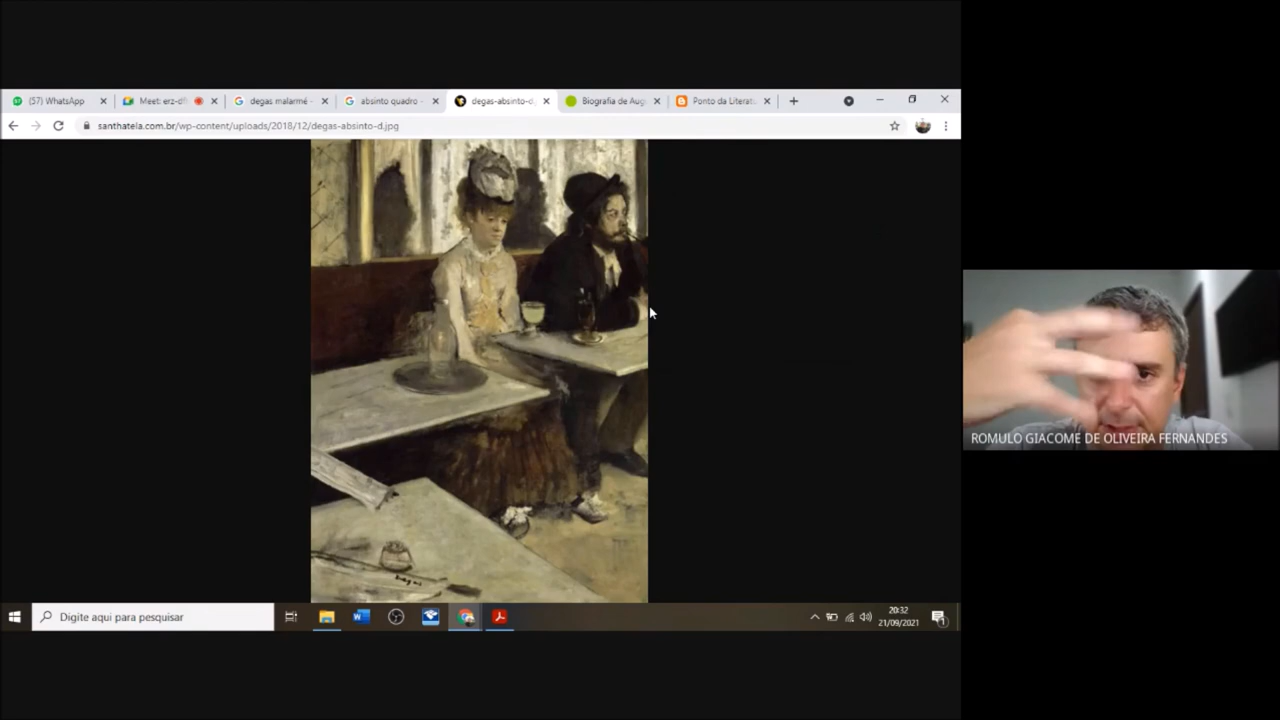 (57) WhatsApp
Meet: erz-df
degas malarmé -
absinto quadro -
degas-absinto-d.
Biografia de Aug
Ponto da Literat
santhatela.com.br/wp-content/uploads/2018/12/degas-absinto-d.jpg
ROMULO GIACOME DE OLIVEIRA FERNANDES
Degas
Digite aqui para pesquisar
20:32
21/09/2021